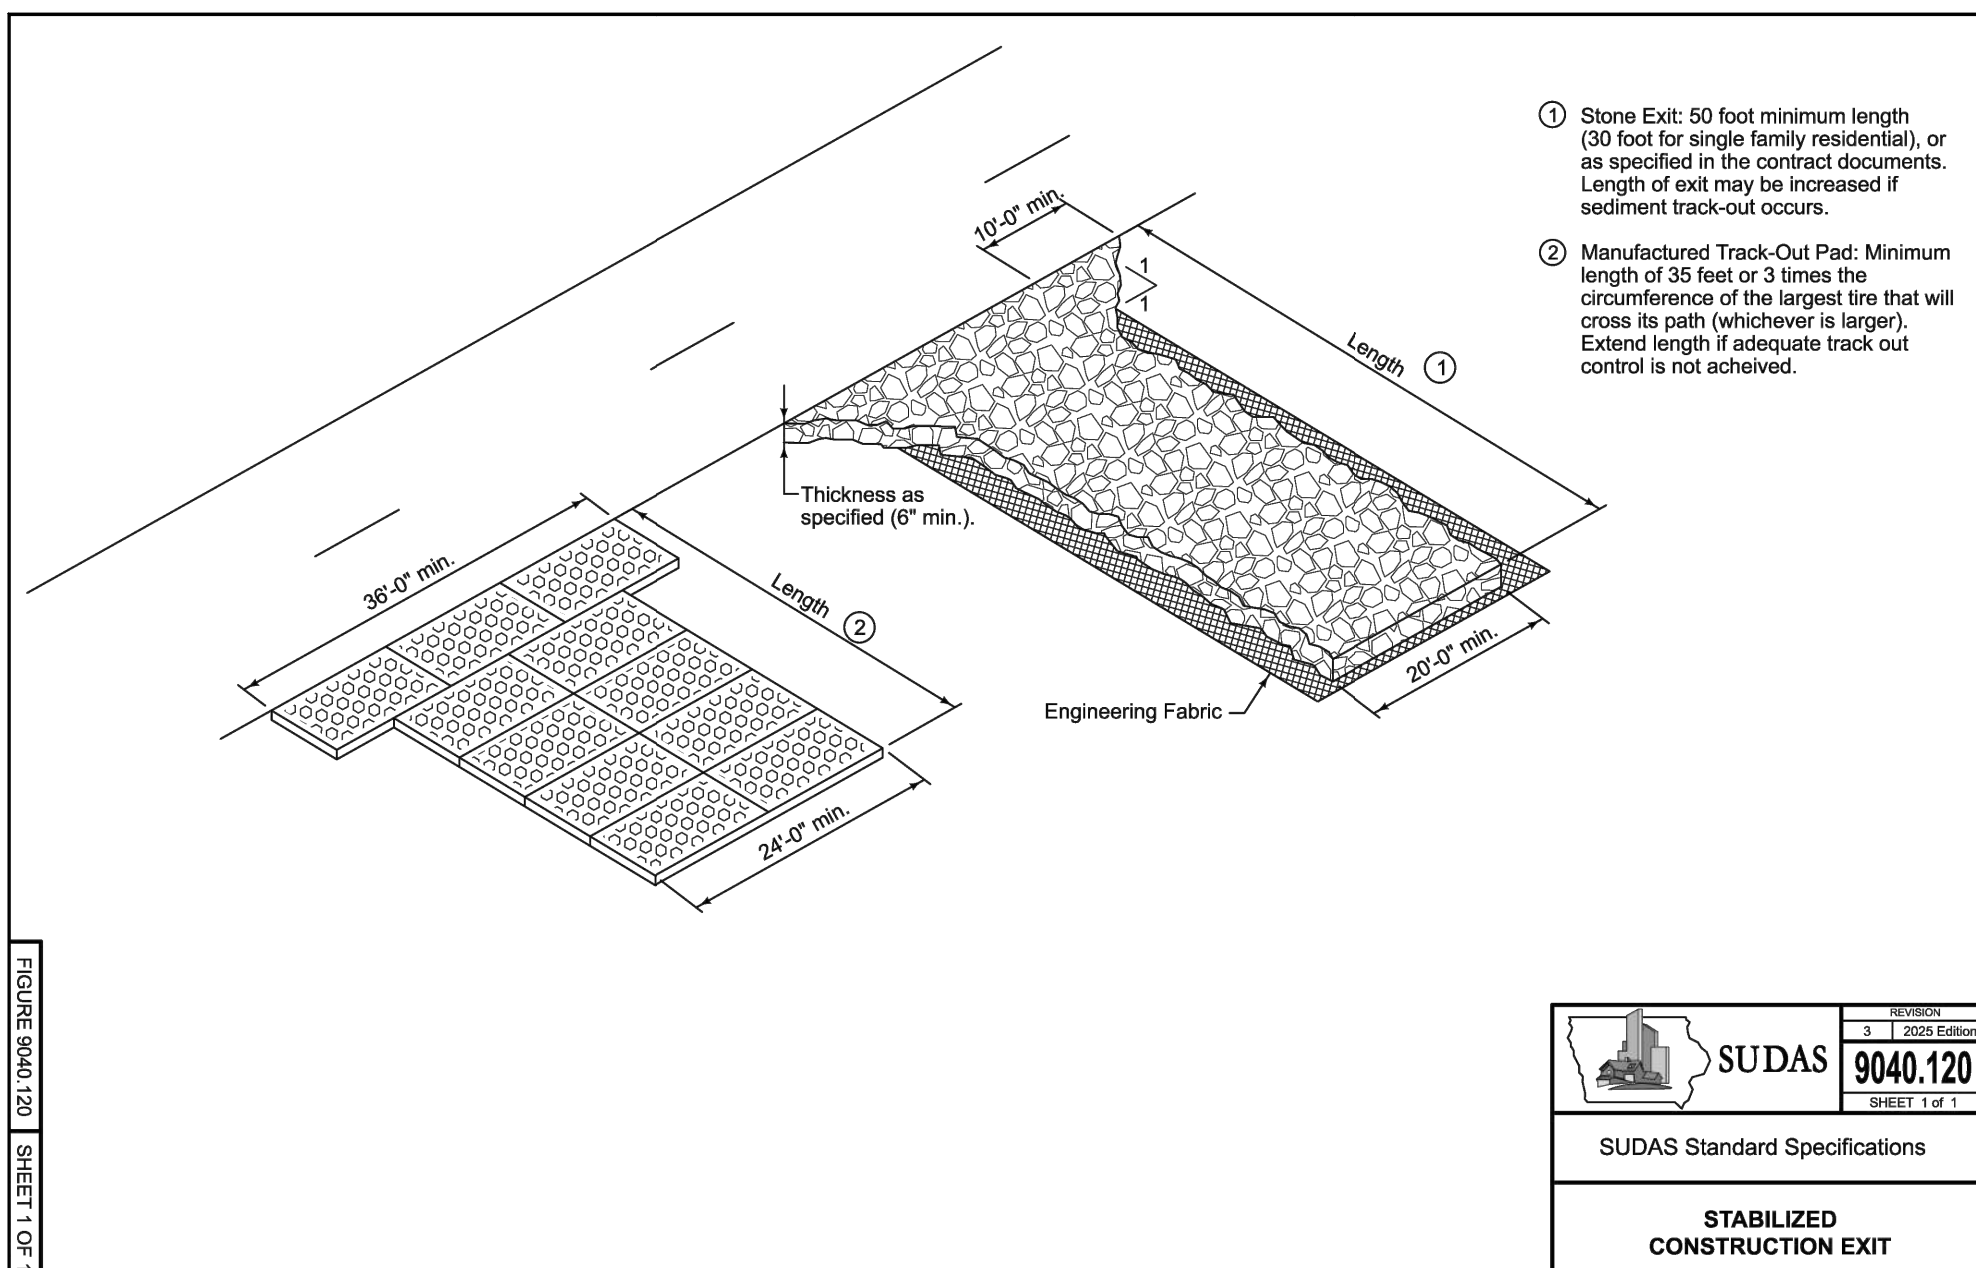 ① Stone Exit: 50 foot minimum length
(30 foot for single family residential), or
as specified in the contract documents.
Length of exit may be increased if
sediment track-out occurs.
② Manufactured Track-Out Pad: Minimum
length of 35 feet or 3 times the
circumference of the largest tire that will
cross its path (whichever is larger).
Extend length if adequate track out
control is not acheived.
10'-0" min.
1
1
Length ①
Thickness as
specified (6" min.).
36'-0" min.
Length ②
20'-0" min.
Engineering Fabric
24'-0" min.
FIGURE 9040.120
SHEET 1 OF 1
SUDAS
REVISION
3
2025 Edition
9040.120
SHEET 1 of 1
SUDAS Standard Specifications
STABILIZED
CONSTRUCTION EXIT